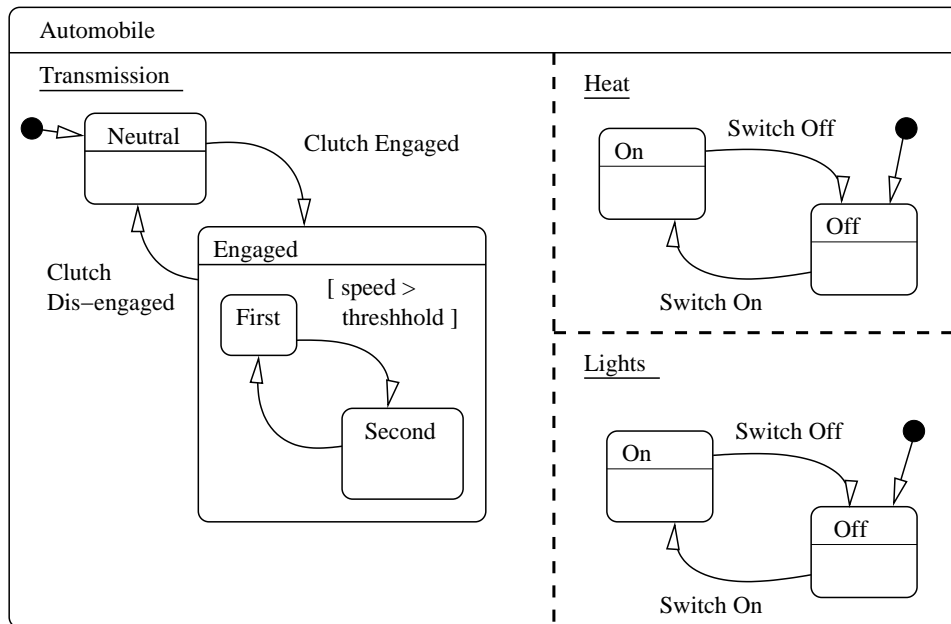 Automobile
Transmission
Neutral
Clutch Engaged
Clutch
Dis−engaged
Engaged
[ speed >
threshhold ]
First
Second
Heat
Switch Off
On
Off
Switch On
Lights
Switch Off
On
Off
Switch On